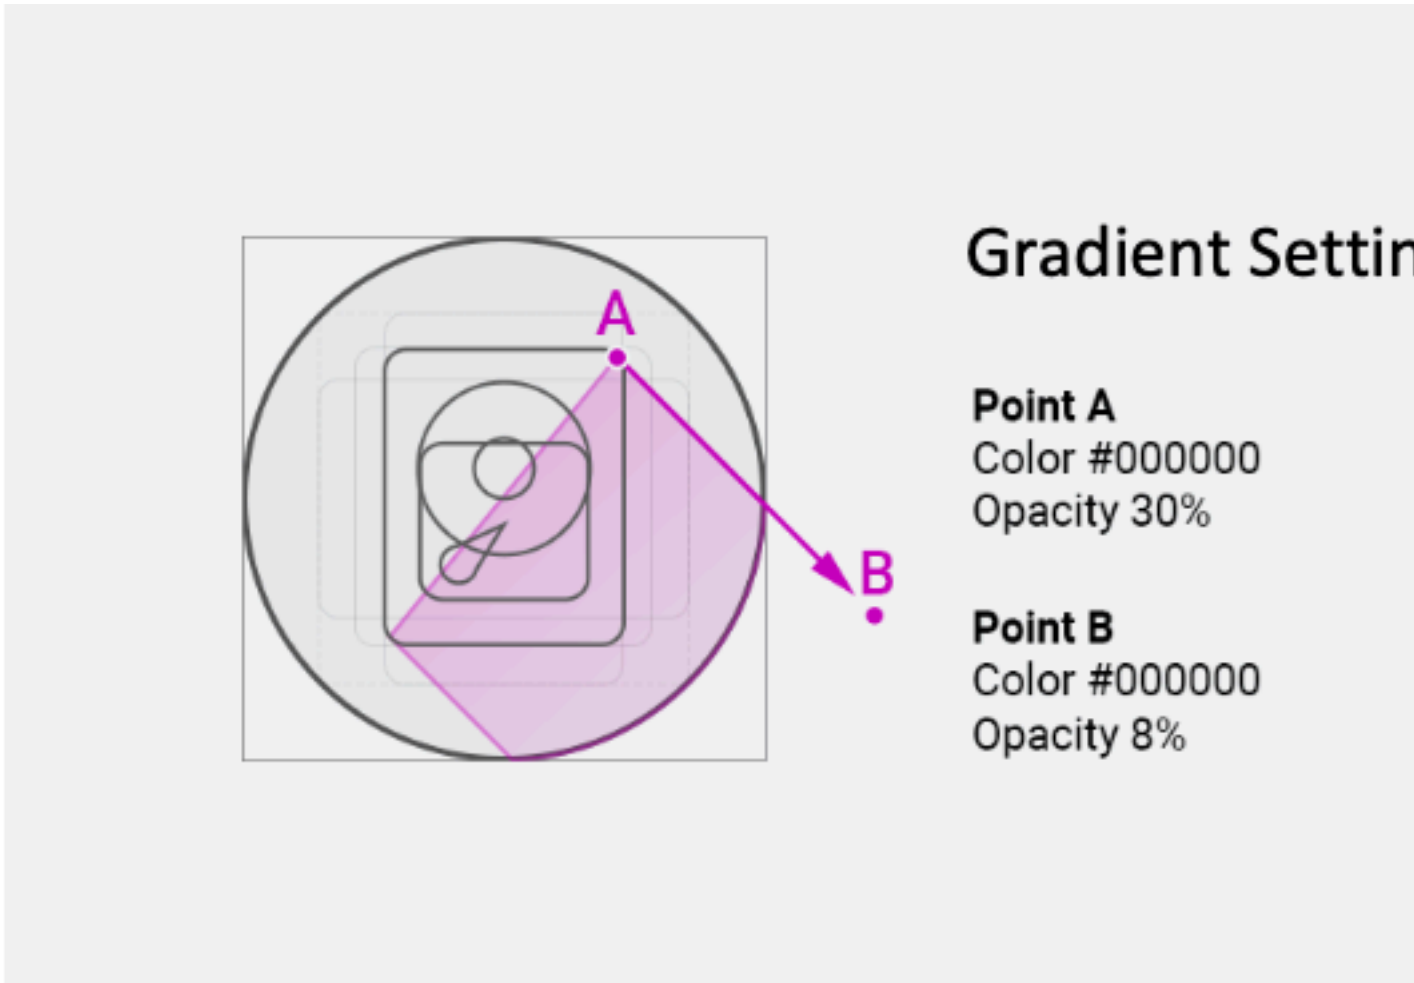 A
B
Gradient Settin
Point A
Color #000000
Opacity 30%
Point B
Color #000000
Opacity 8%